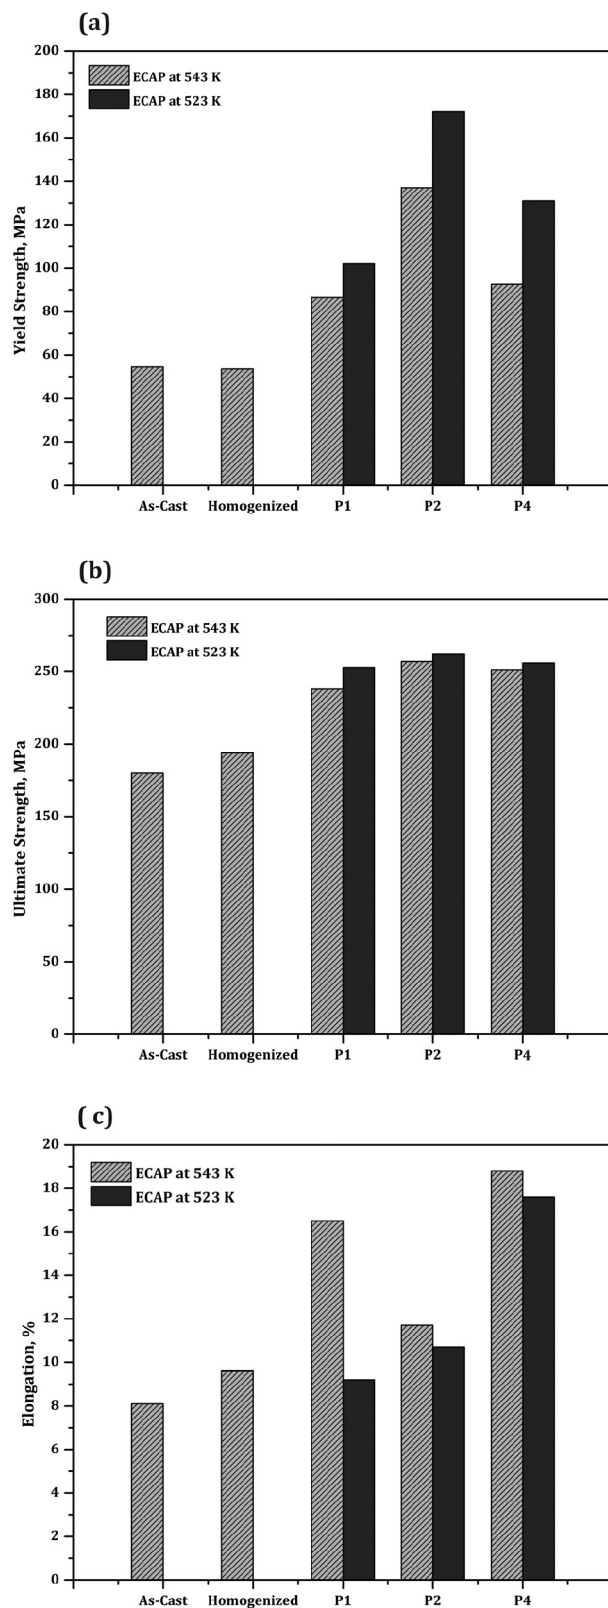 (a)
200
180
160
140
120
100
80
60
40
20
0
Yield Strength, MPa
ECAP at 543 K
ECAP at 523 K
As-Cast Homogenized P1 P2 P4
(b)
300
250
200
150
100
50
0
Ultimate Strength, MPa
ECAP at 543 K
ECAP at 523 K
As-Cast Homogenized P1 P2 P4
( c)
20
18
16
14
12
10
8
6
4
2
0
Elongation, %
ECAP at 543 K
ECAP at 523 K
As-Cast Homogenized P1 P2 P4